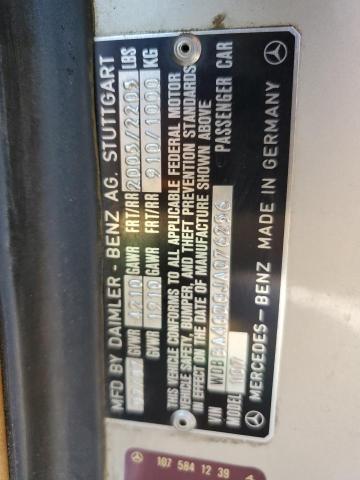 MFD BY DAIMLER-BENZ AG. STUTTGART
GVWR 4210 GAWR FRT/RR 2005/2205 LBS
GVWR 1910 GAWR FRT/RR 910/1000 KG
THIS VEHICLE CONFORMS TO ALL APPLICABLE FEDERAL MOTOR
VEHICLE SAFETY, BUMPER, AND THEFT PREVENTION STANDARDS
IN EFFECT ON THE DATE OF MANUFACTURE SHOWN ABOVE
VIN WDB PASSENGER CAR
MODEL 107
MERCEDES-BENZ MADE IN GERMANY
107 584 12 39